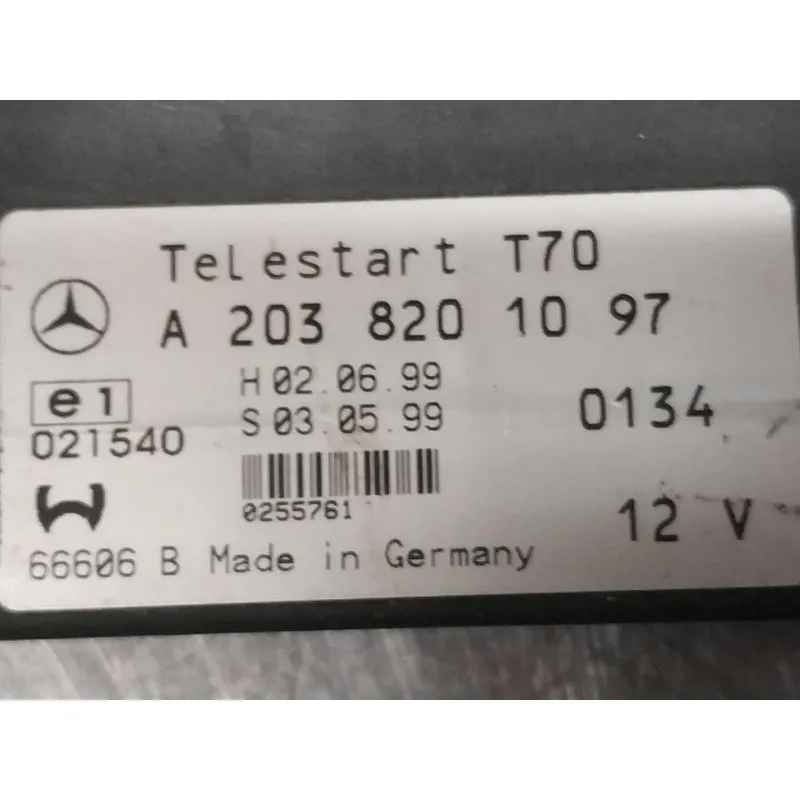 Telestart T70
A 203 820 10 97
e1
H 02.06.99
021540
S 03.05.99
0134
0255761
12 V
66606 B Made in Germany